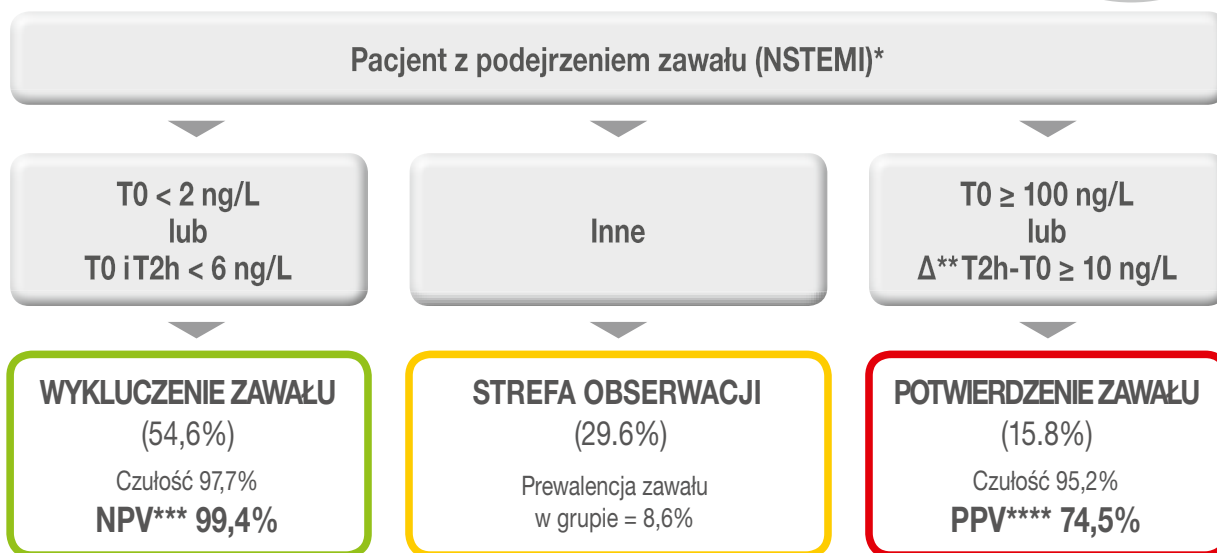 Pacjent z podejrzeniem zawału (NSTEMI)*
T0 < 2 ng/L
lub
T0 i T2h < 6 ng/L
Inne
T0 ≥ 100 ng/L
lub
Δ** T2h-T0 ≥ 10 ng/L
WYKLUCZENIE ZAWAŁU
(54,6%)
Czułość 97,7%
NPV*** 99,4%
STREFA OBSERWACJI
(29.6%)
Prewalencja zawału
w grupie = 8,6%
POTWIERDZENIE ZAWAŁU
(15.8%)
Czułość 95,2%
PPV**** 74,5%